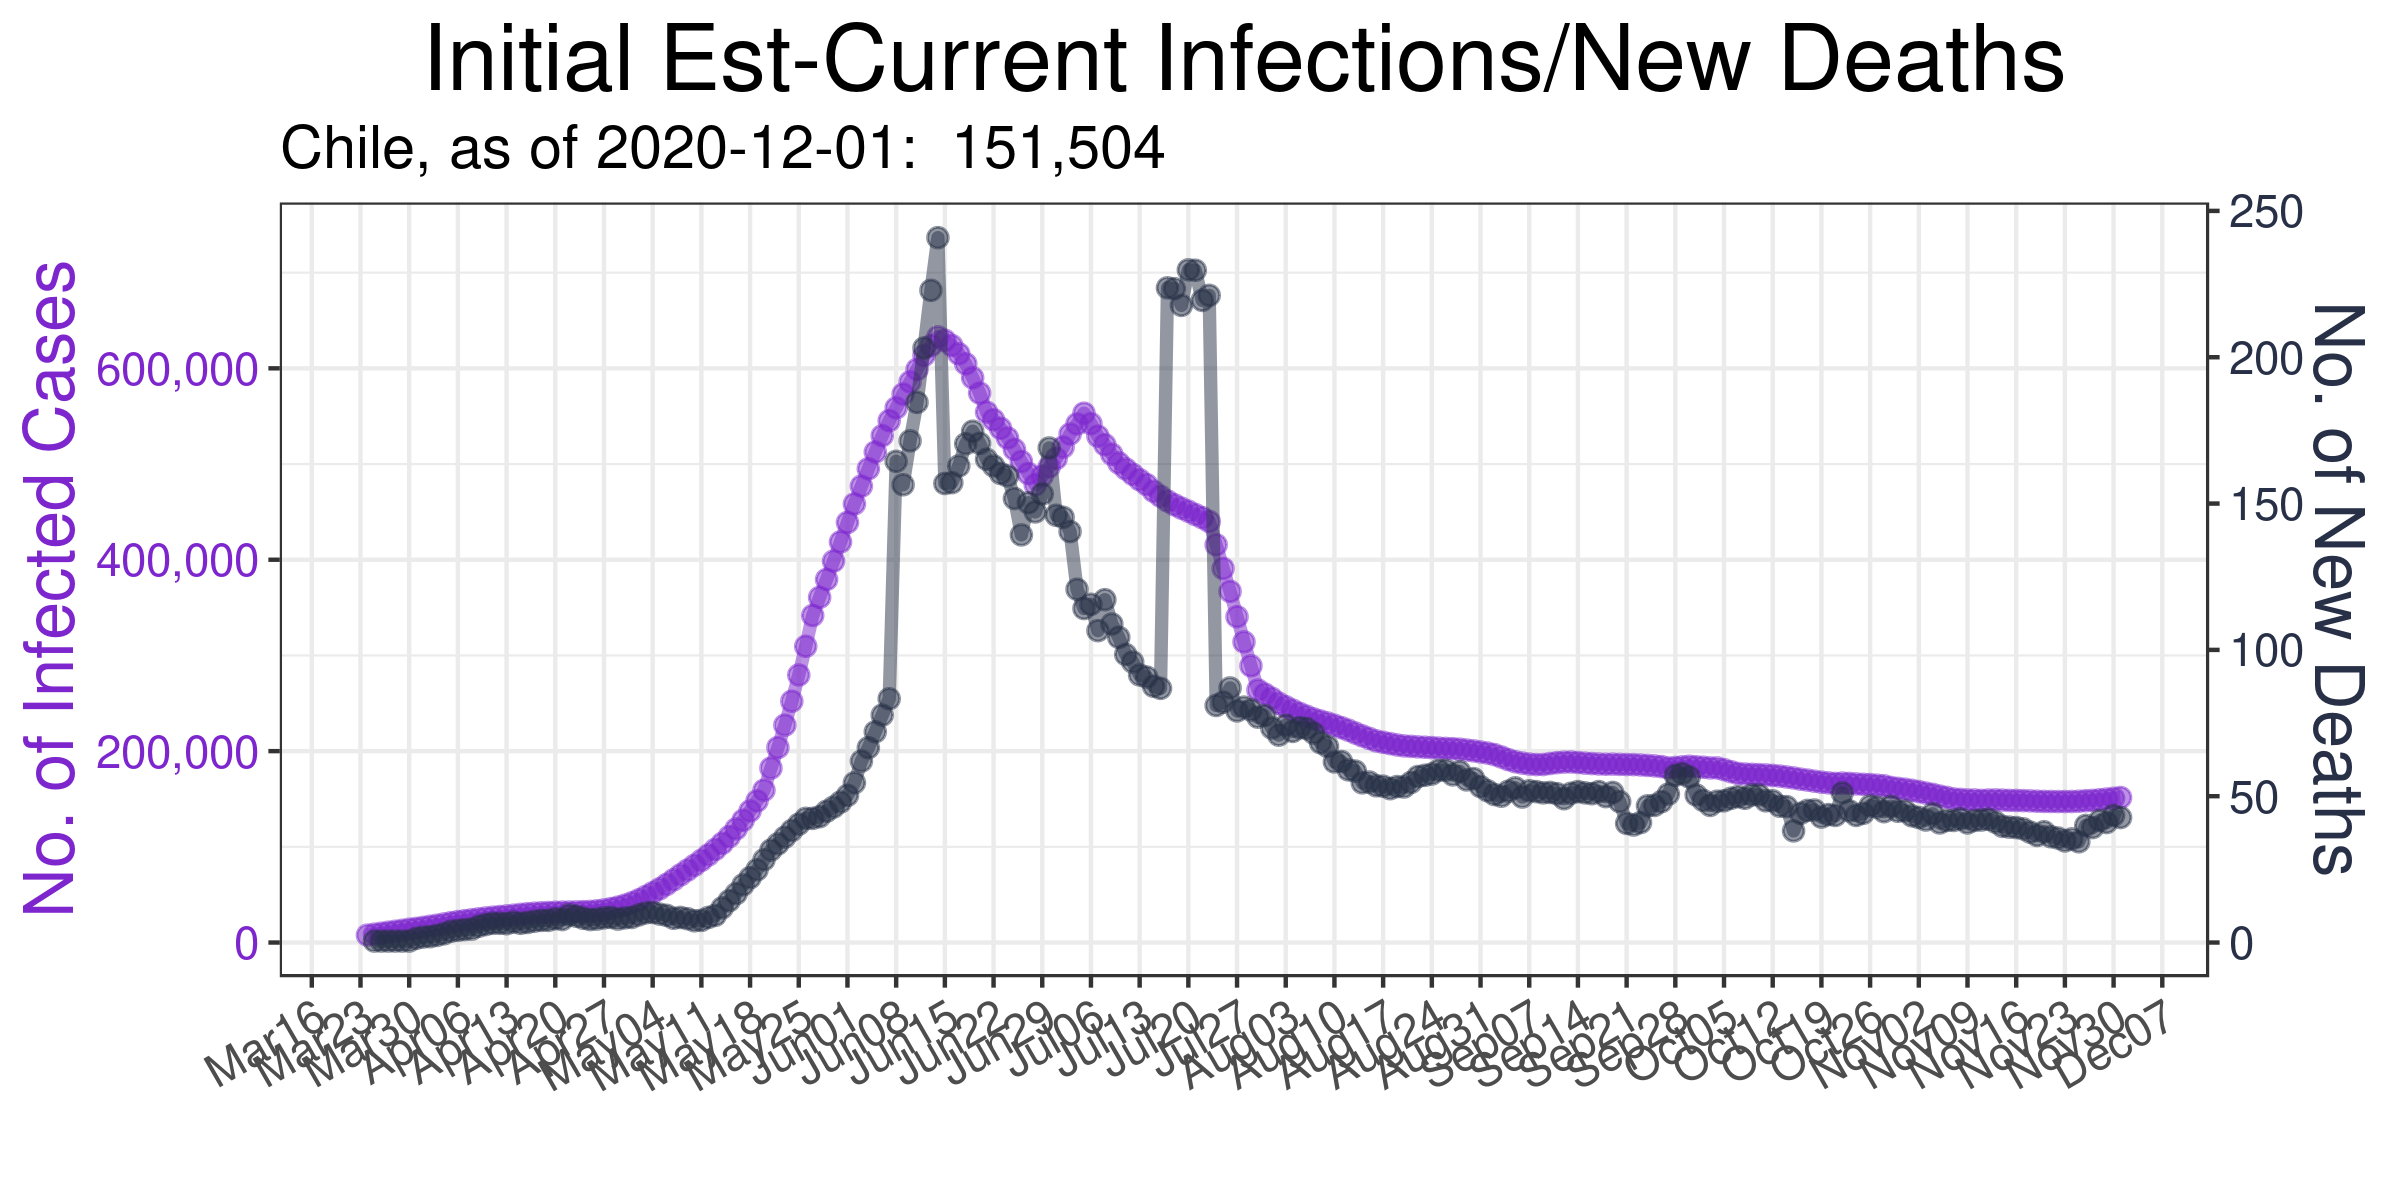 Initial Est-Current Infections/New Deaths
Chile, as of 2020-12-01:  151,504
No. of Infected Cases
600,000
400,000
200,000
0
250
200
150
100
50
0
No. of New Deaths
Mar16
Mar23
Mar30
Apr06
Apr13
Apr20
Apr27
May04
May11
May18
May25
Jun01
Jun08
Jun15
Jun22
Jun29
Jul06
Jul13
Jul20
Jul27
Aug03
Aug10
Aug17
Aug24
Aug31
Sep07
Sep14
Sep21
Sep28
Oct05
Oct12
Oct19
Oct26
Nov02
Nov09
Nov16
Nov23
Nov30
Dec07